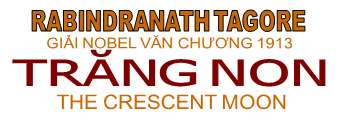 RABINDRANATH TAGORE
GIẢI NOBEL VĂN CHƯƠNG 1913
TRĂNG NON
THE CRESCENT MOON